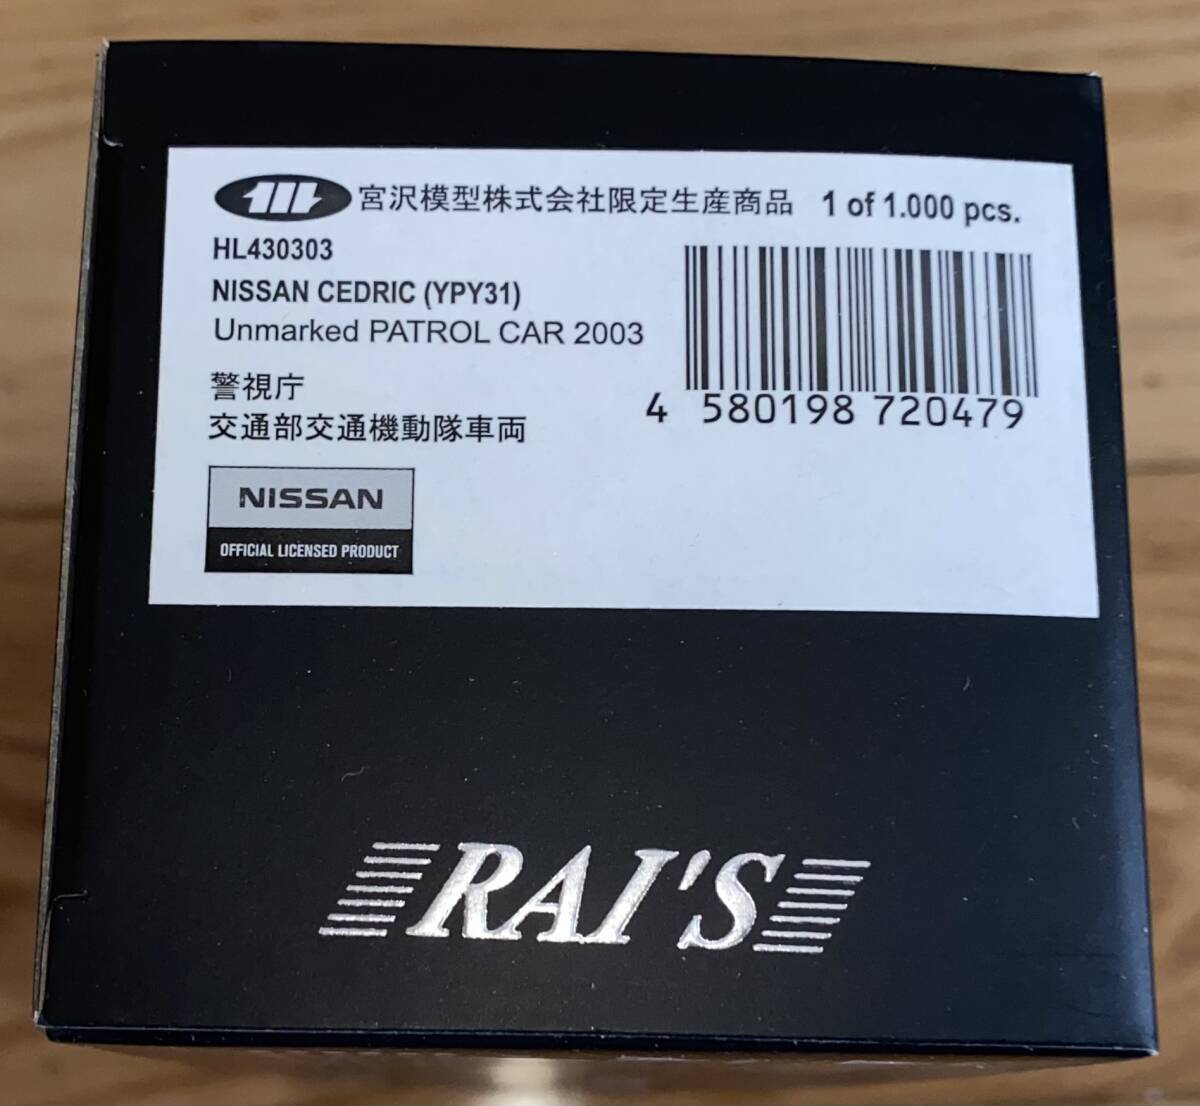 宮沢模型株式会社限定生産商品 1 of 1.000 pcs.
HL430303
NISSAN CEDRIC (YPY31)
Unmarked PATROL CAR 2003
警視庁
交通部交通機動隊車両
4 580198 720479
NISSAN
OFFICIAL LICENSED PRODUCT
RAI'S